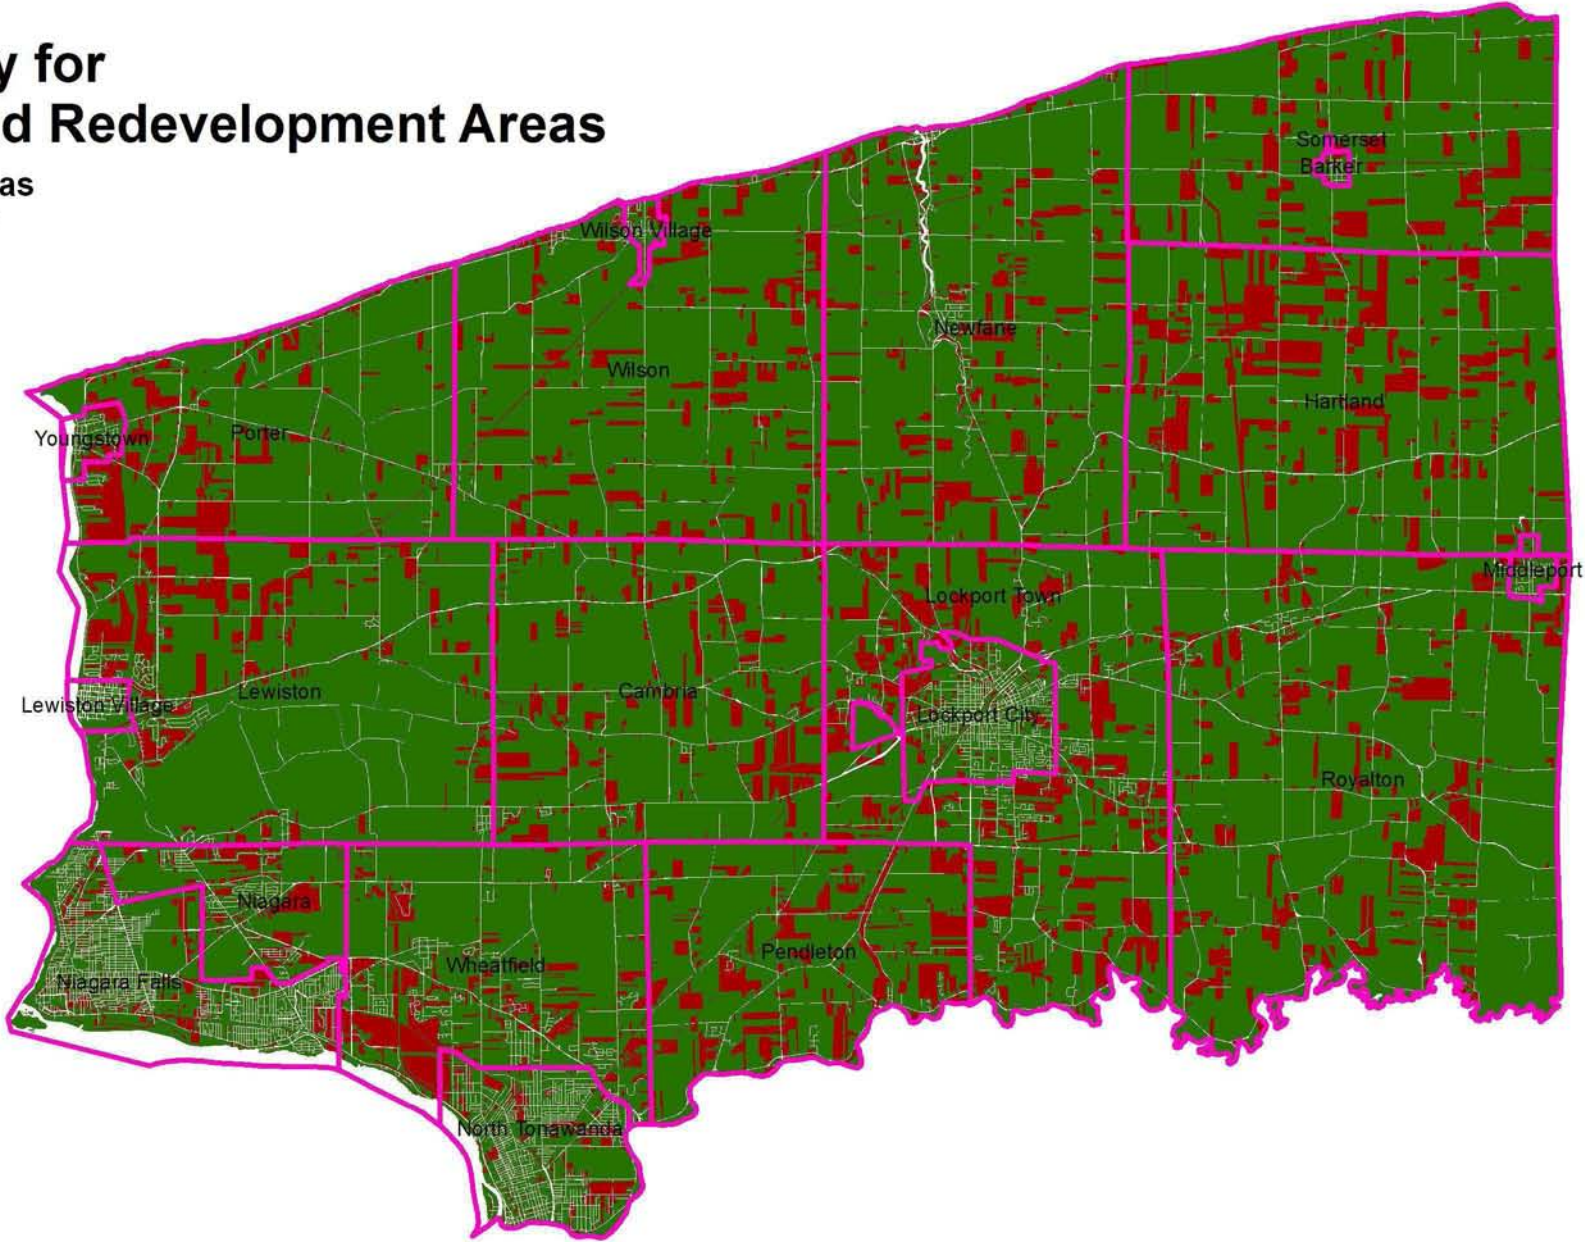 y for
d Redevelopment Areas
as
Somerset
Barker
Wilson Village
Newfane
Wilson
Hartland
Youngstown
Porter
Middleport
Lockport Town
Lewiston
Cambria
Lewiston Village
Lockport City
Royalton
Niagara
Pendleton
Wheatfield
Niagara Falls
North Tonawanda